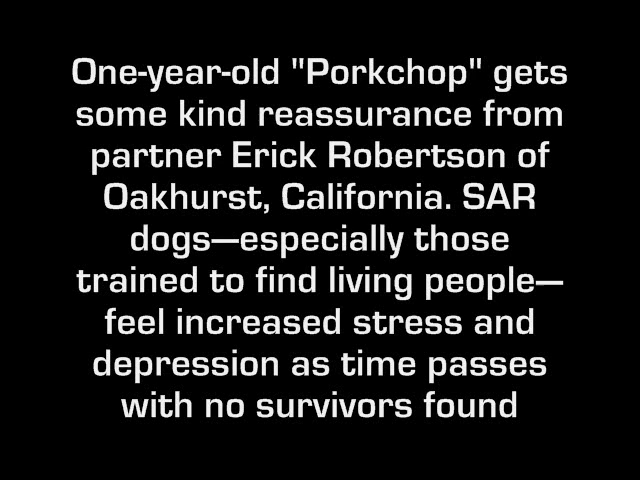 One-year-old "Porkchop" gets
some kind reassurance from
partner Erick Robertson of
Oakhurst, California. SAR
dogs—especially those
trained to find living people—
feel increased stress and
depression as time passes
with no survivors found